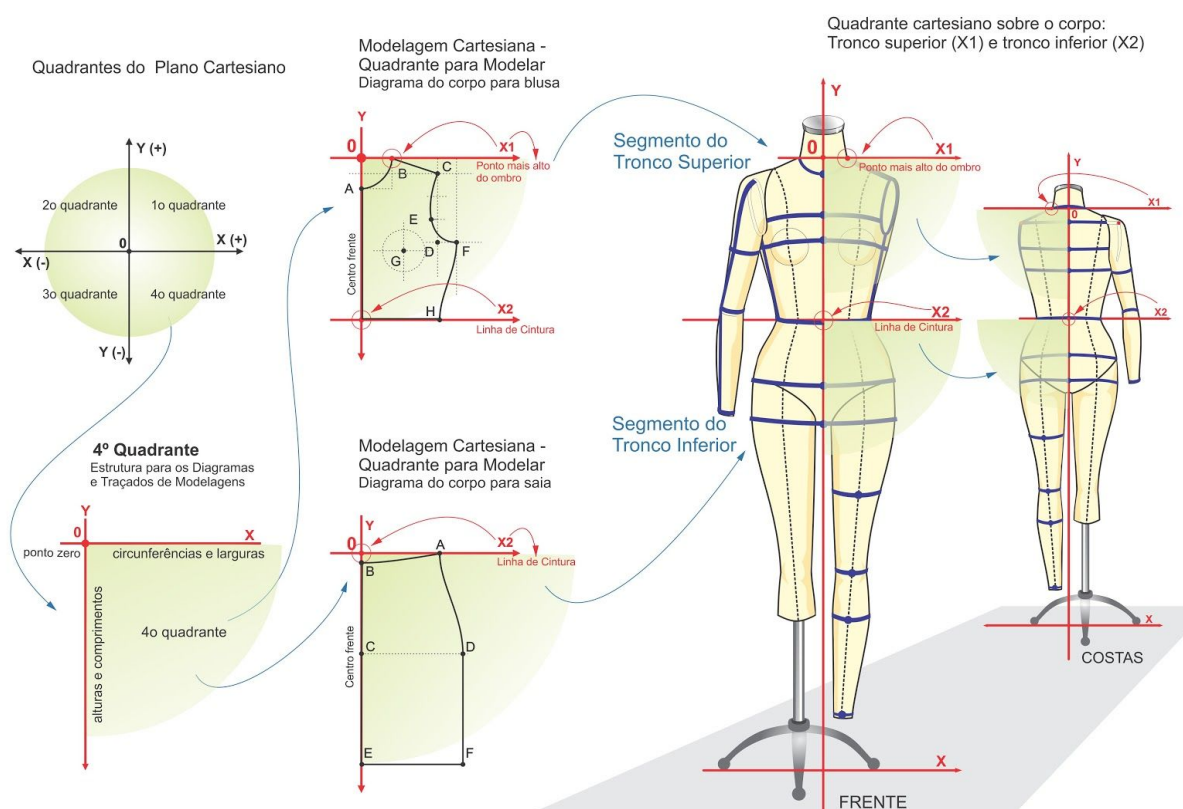 Quadrantes do Plano Cartesiano
Y (+)
2o quadrante
1o quadrante
0
X (+)
X (-)
3o quadrante
4o quadrante
Y (-)
4º Quadrante
Estrutura para os Diagramas
e Traçados de Modelagens
Y
0
X
ponto zero
circunferências e larguras
alturas e comprimentos
4o quadrante
Modelagem Cartesiana -
Quadrante para Modelar
Diagrama do corpo para blusa
Y
0
X1
Ponto mais alto
do ombro
B
C
A
E
D
F
G
Centro frente
X2
H
Linha de Cintura
Modelagem Cartesiana -
Quadrante para Modelar
Diagrama do corpo para saia
Y
0
A
X2
Linha de Cintura
B
C
D
Centro frente
E
F
Quadrante cartesiano sobre o corpo:
Tronco superior (X1) e tronco inferior (X2)
Y
Segmento do
Tronco Superior
0
X1
Ponto mais alto do ombro
X2
Linha de Cintura
Segmento do
Tronco Inferior
X
FRENTE
Y
X1
0
X2
X
COSTAS